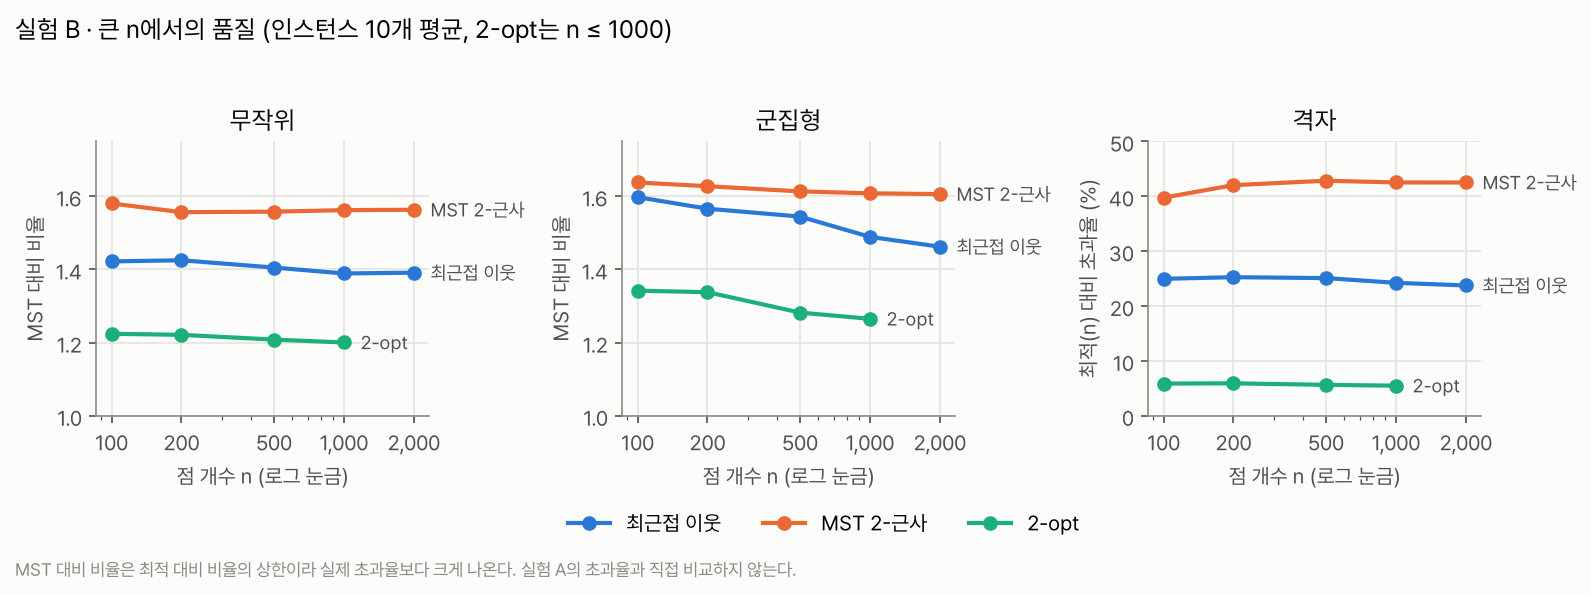 실험 B · 큰 n에서의 품질 (인스턴스 10개 평균, 2-opt는 n ≤ 1000)
무작위
MST 대비 비율
1.6
1.4
1.2
1.0
MST 2-근사
최근접 이웃
2-opt
100 200 500 1,000 2,000
점 개수 n (로그 눈금)
군집형
MST 대비 비율
1.6
1.4
1.2
1.0
MST 2-근사
최근접 이웃
2-opt
100 200 500 1,000 2,000
점 개수 n (로그 눈금)
격자
최적(n) 대비 초과율 (%)
50
40
30
20
10
0
MST 2-근사
최근접 이웃
2-opt
100 200 500 1,000 2,000
점 개수 n (로그 눈금)
최근접 이웃 MST 2-근사 2-opt
MST 대비 비율은 최적 대비 비율의 상한이라 실제 초과율보다 크게 나온다. 실험 A의 초과율과 직접 비교하지 않는다.